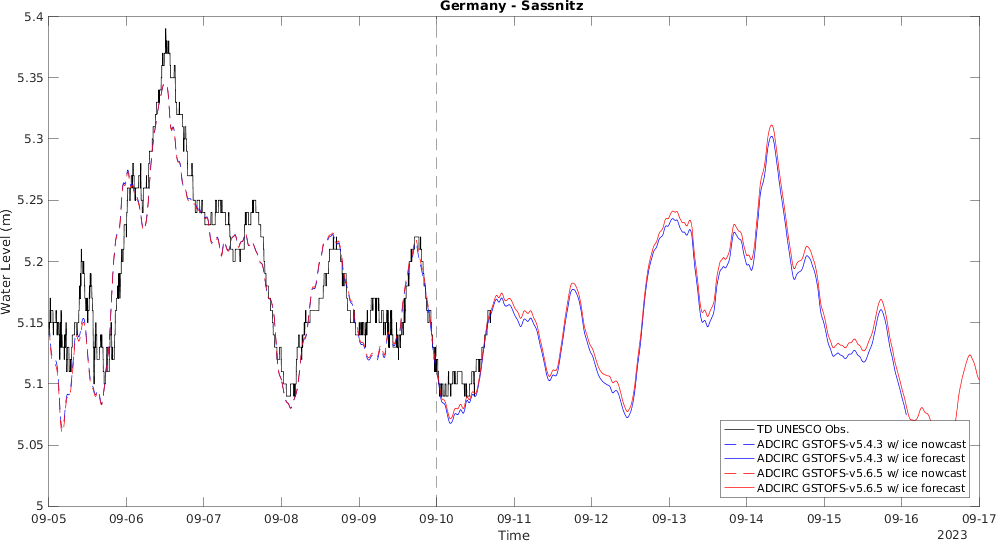 Germany - Sassnitz
5.4
5.35
5.3
5.25
5.2
5.15
5.1
5.05
5
Water Level (m)
TD UNESCO Obs.
ADCIRC GSTOFS-v5.4.3 w/ ice nowcast
ADCIRC GSTOFS-v5.4.3 w/ ice forecast
ADCIRC GSTOFS-v5.6.5 w/ ice nowcast
ADCIRC GSTOFS-v5.6.5 w/ ice forecast
09-05 09-06 09-07 09-08 09-09 09-10 09-11 09-12 09-13 09-14 09-15 09-16 09-17
Time
2023